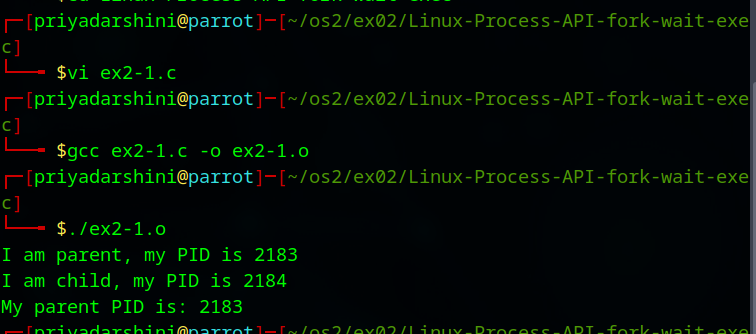 ┌─[priyadarshini@parrot]─[~/os2/ex02/Linux-Process-API-fork-wait-exe
c]
└──╼ $vi ex2-1.c
┌─[priyadarshini@parrot]─[~/os2/ex02/Linux-Process-API-fork-wait-exe
c]
└──╼ $gcc ex2-1.c -o ex2-1.o
┌─[priyadarshini@parrot]─[~/os2/ex02/Linux-Process-API-fork-wait-exe
c]
└──╼ $./ex2-1.o
I am parent, my PID is 2183
I am child, my PID is 2184
My parent PID is: 2183
┌─[priyadarshini@parrot]─[~/os2/ex02/Linux-Process-API-fork-wait-exe